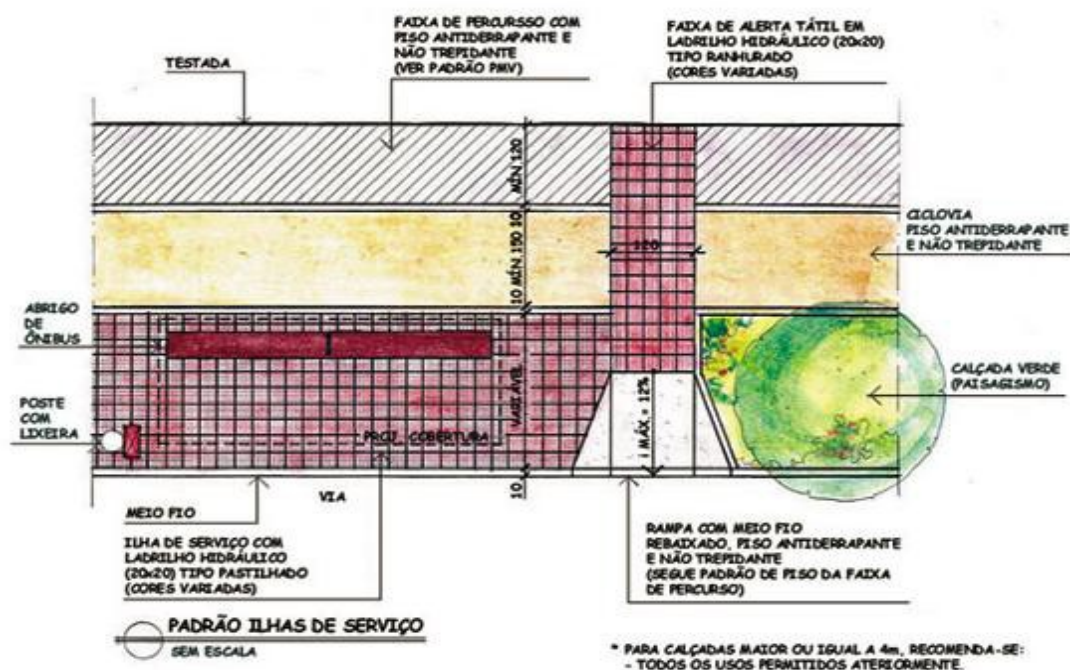 FAIXA DE PERCURSSO COM
PISO ANTIDERRAPANTE E
NÃO TREPIDANTE
(VER PADRÃO PMV)
FAIXA DE ALERTA TÁTIL EM
LADRILHO HIDRÁULICO (20x20)
TIPO RANHURADO
(CORES VARIADAS)
TESTADA
MÍN 120
10
MÍN 150
10
120
CICLOVIA
PISO ANTIDERRAPANTE
E NÃO TREPIDANTE
ABRIGO
DE
ÔNIBUS
VARIAVEL
i MÁX. = 12%
CALÇADA VERDE
(PAISAGISMO)
POSTE
COM
LIXEIRA
PROJ. COBERTURA
10
VIA
MEIO FIO
ILHA DE SERVIÇO COM
LADRILHO HIDRÁULICO
(20x20) TIPO PASTILHADO
(CORES VARIADAS)
RAMPA COM MEIO FIO
REBAIXADO, PISO ANTIDERRAPANTE
E NÃO TREPIDANTE
(SEGUE PADRÃO DE PISO DA FAIXA
DE PERCURSO)
PADRÃO ILHAS DE SERVIÇO
SEM ESCALA
* PARA CALÇADAS MAIOR OU IGUAL A 4m, RECOMENDA-SE:
- TODOS OS USOS PERMITIDOS ATERIORMENTE.